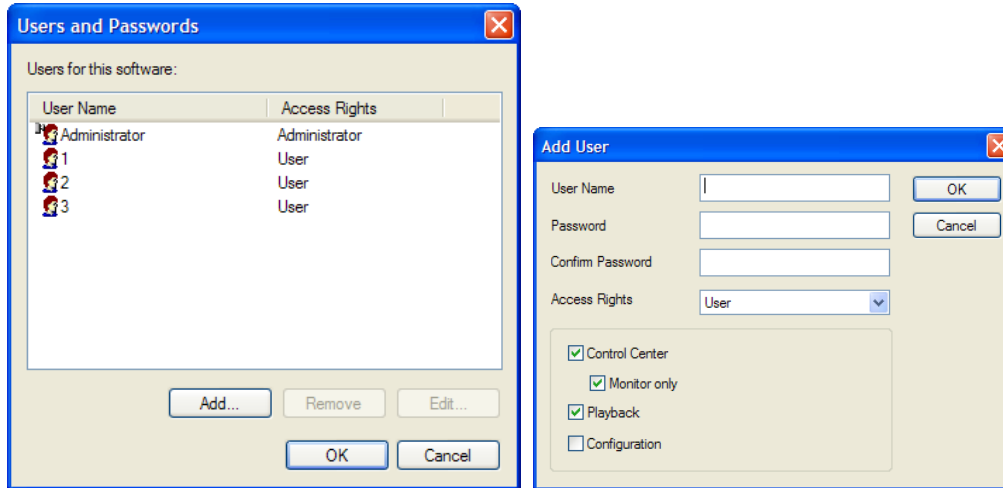 Users and Passwords
Users for this software:
User Name Access Rights
Administrator Administrator
1 User
2 User
3 User
Add... Remove Edit...
OK Cancel
Add User
User Name OK
Password Cancel
Confirm Password
Access Rights User
Control Center
Monitor only
Playback
Configuration